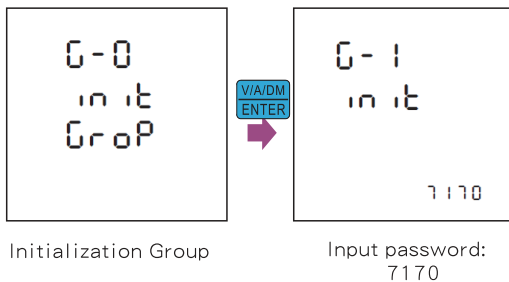 G-0
init
GroP
Initialization Group
V/A/DM
ENTER
G-1
init
7170
Input password:
7170